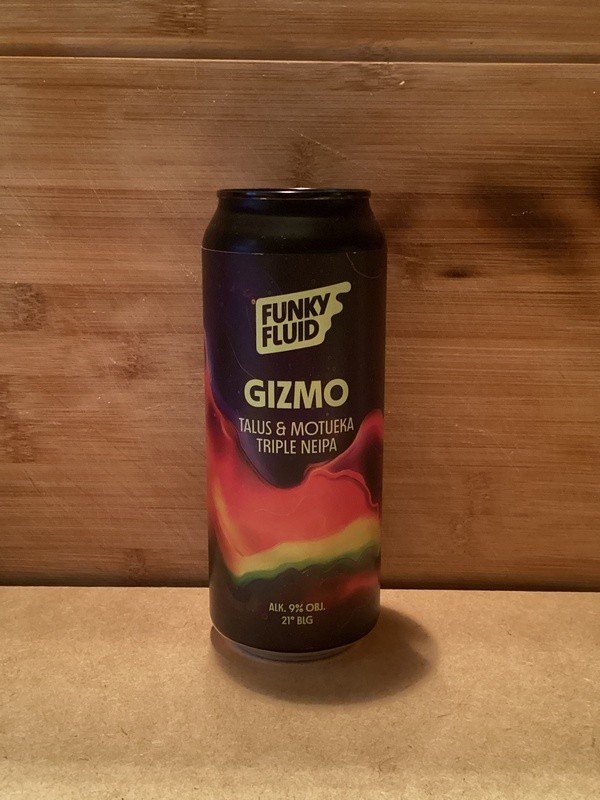 FUNKY
FLUID
GIZMO
TALUS & MOTUEKA
TRIPLE NEIPA
ALK. 9% OBJ.
21° BLG